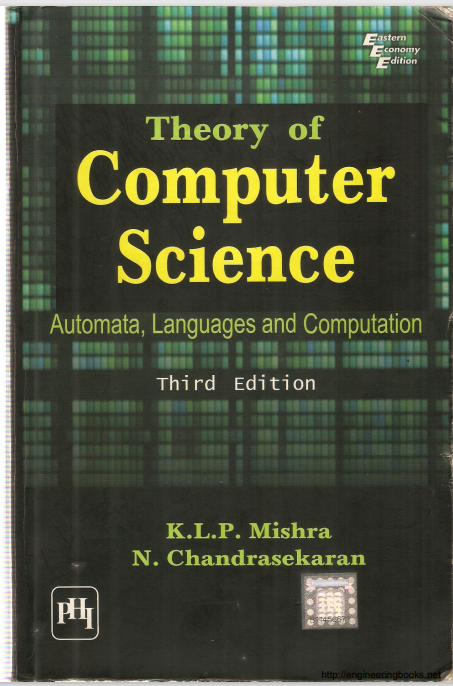 Eastern
Economy
Edition
Theory of
Computer
Science
Automata, Languages and Computation
Third Edition
K.L.P. Mishra
N. Chandrasekaran
PHI
http://engineeringbooks.net